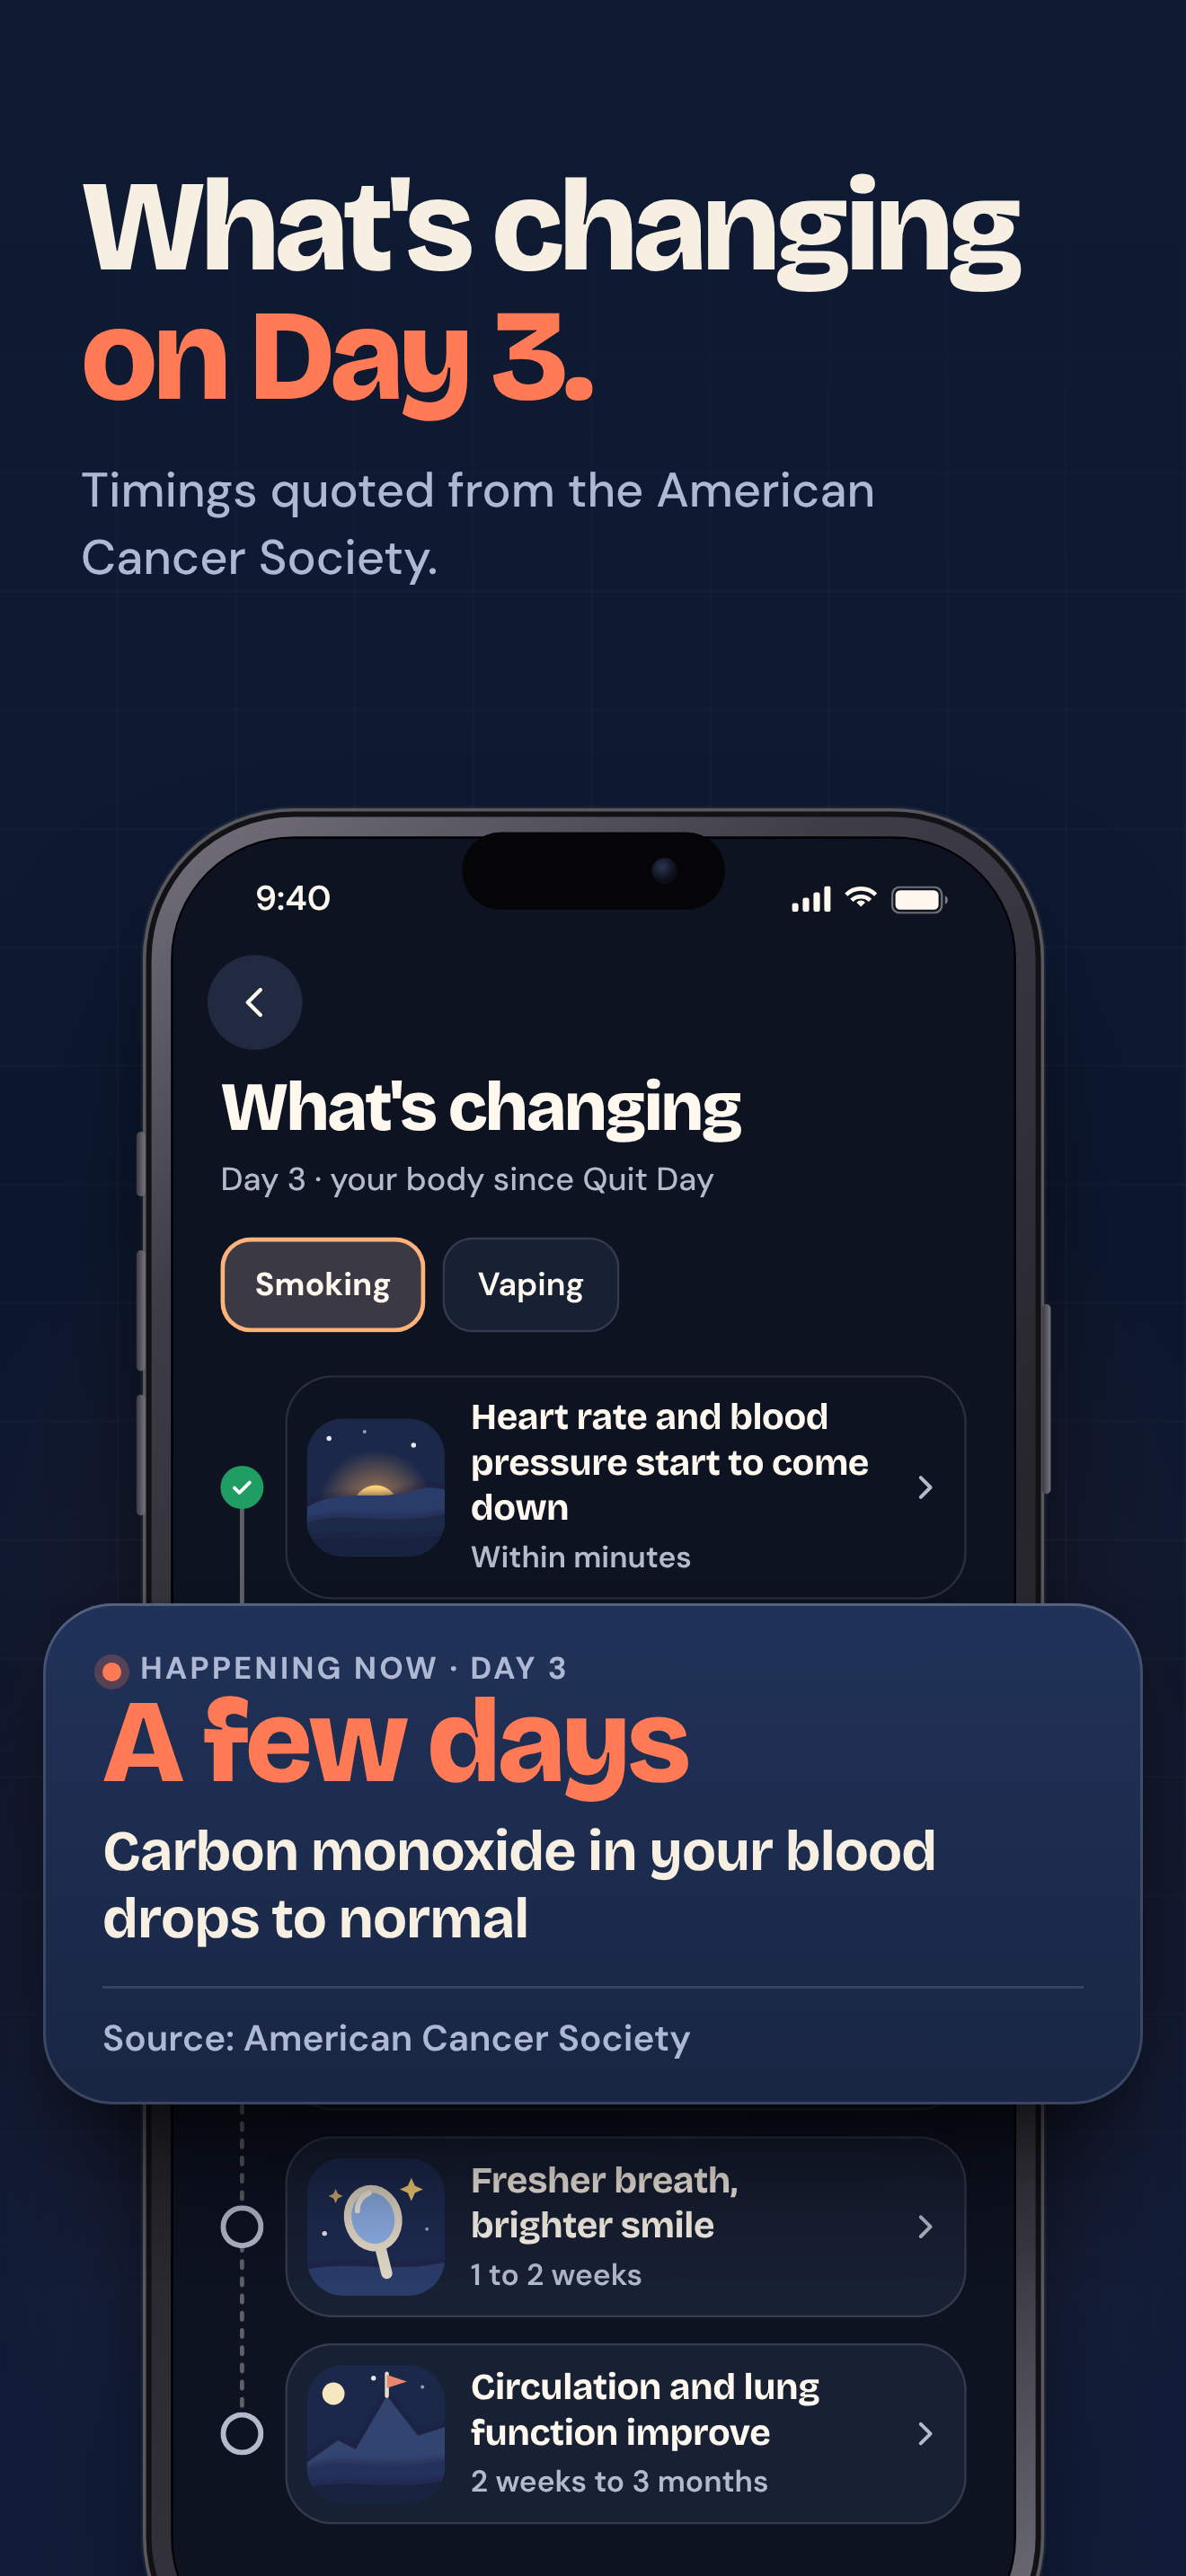 What's changing
on Day 3.
Timings quoted from the American
Cancer Society.
9:40
What's changing
Day 3 · your body since Quit Day
Smoking
Vaping
Heart rate and blood
pressure start to come
down
Within minutes
HAPPENING NOW · DAY 3
A few days
Carbon monoxide in your blood
drops to normal
Source: American Cancer Society
Fresher breath,
brighter smile
1 to 2 weeks
Circulation and lung
function improve
2 weeks to 3 months